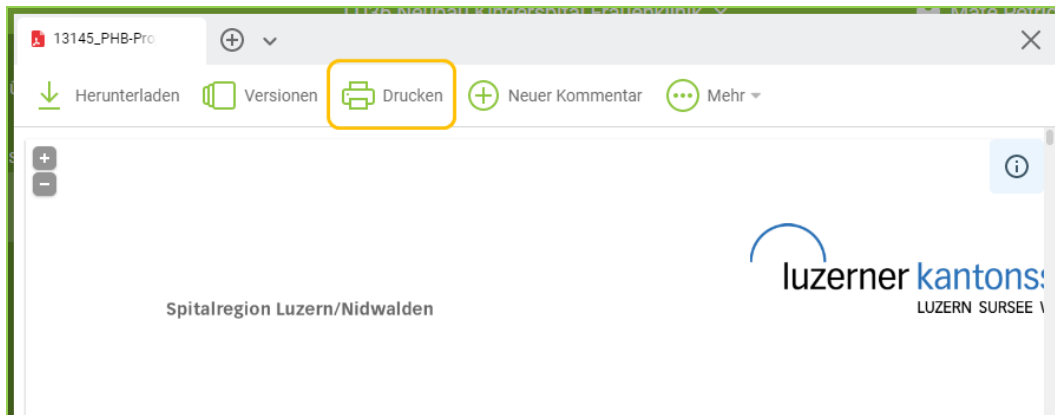 13145_PHB-Pro
Herunterladen Versionen Drucken Neuer Kommentar Mehr
luzerner kantons
LUZERN SURSEE
Spitalregion Luzern/Nidwalden